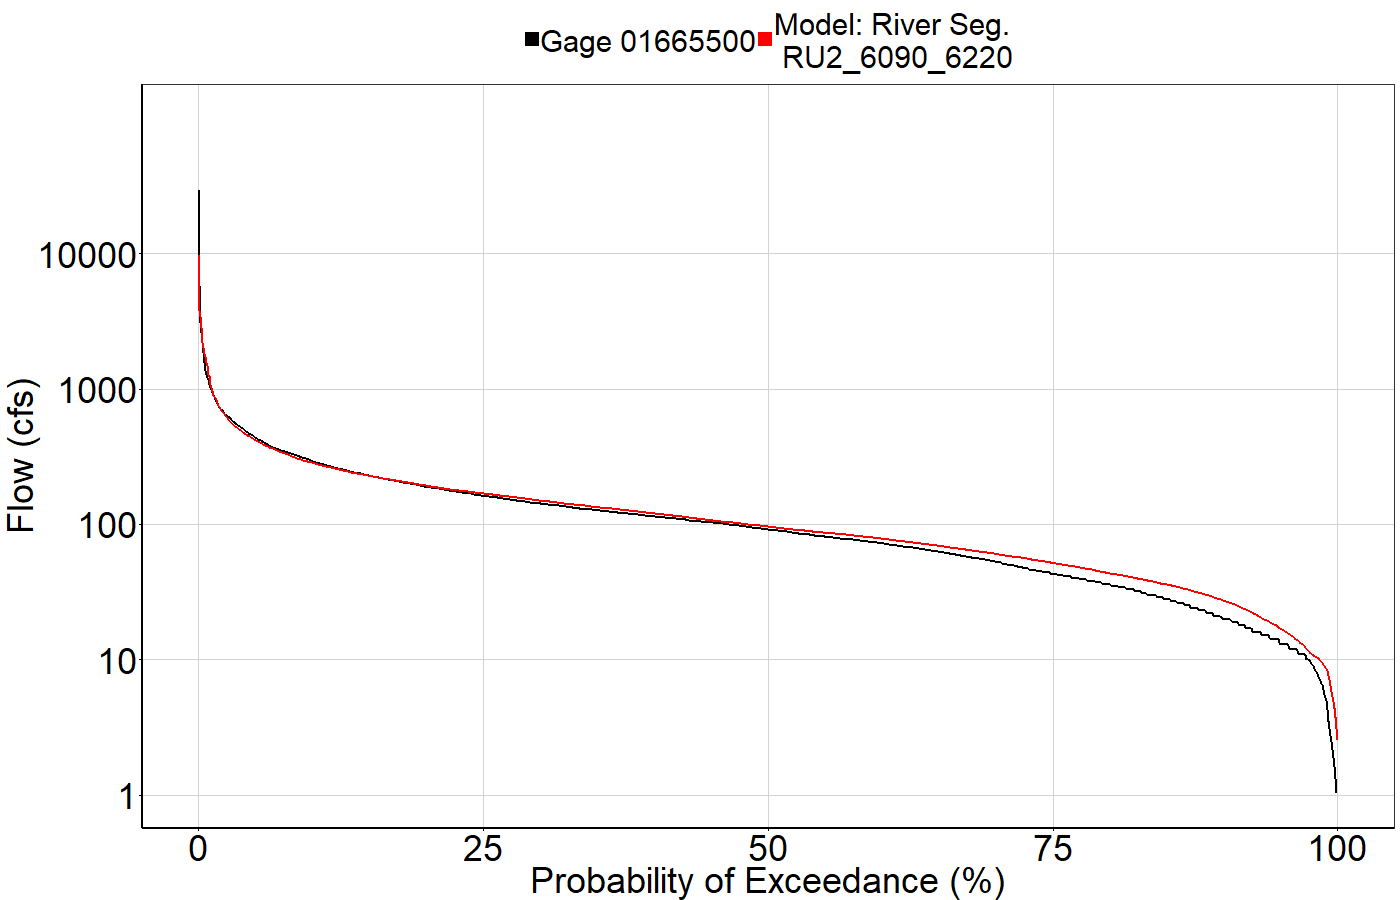 Gage 01665500
Model: River Seg.
RU2_6090_6220
Flow (cfs)
10000
1000
100
10
1
0 25 50 75 100
Probability of Exceedance (%)